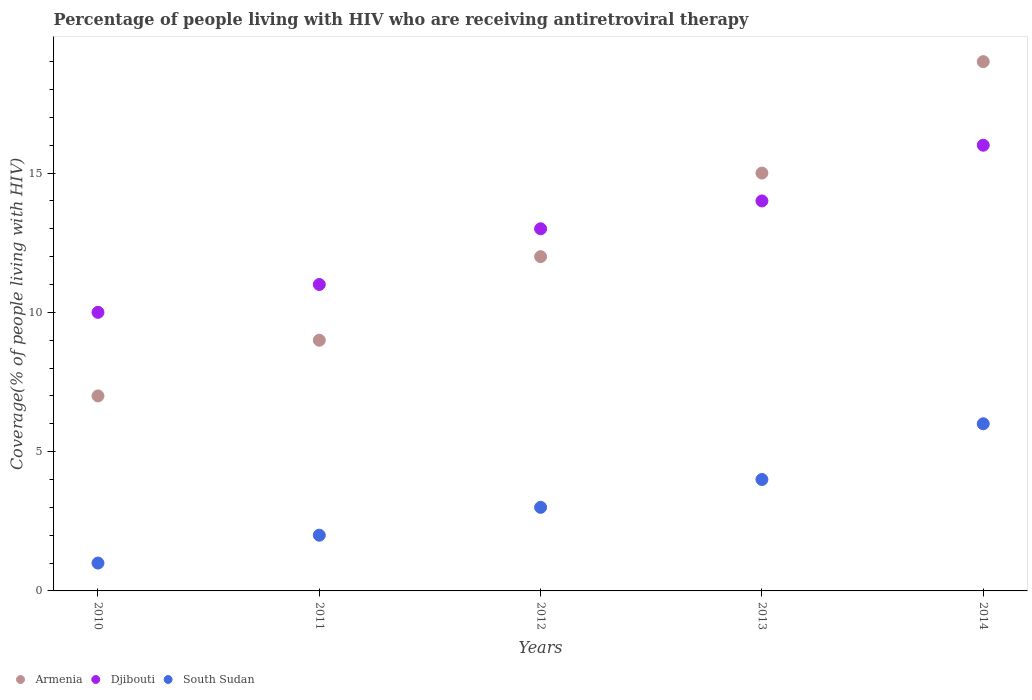 Percentage of people living with HIV who are receiving antiretroviral therapy
Coverage(% of people living with HIV)
15
10
5
0
2010
2011
2012
2013
2014
Years
Armenia
Djibouti
South Sudan